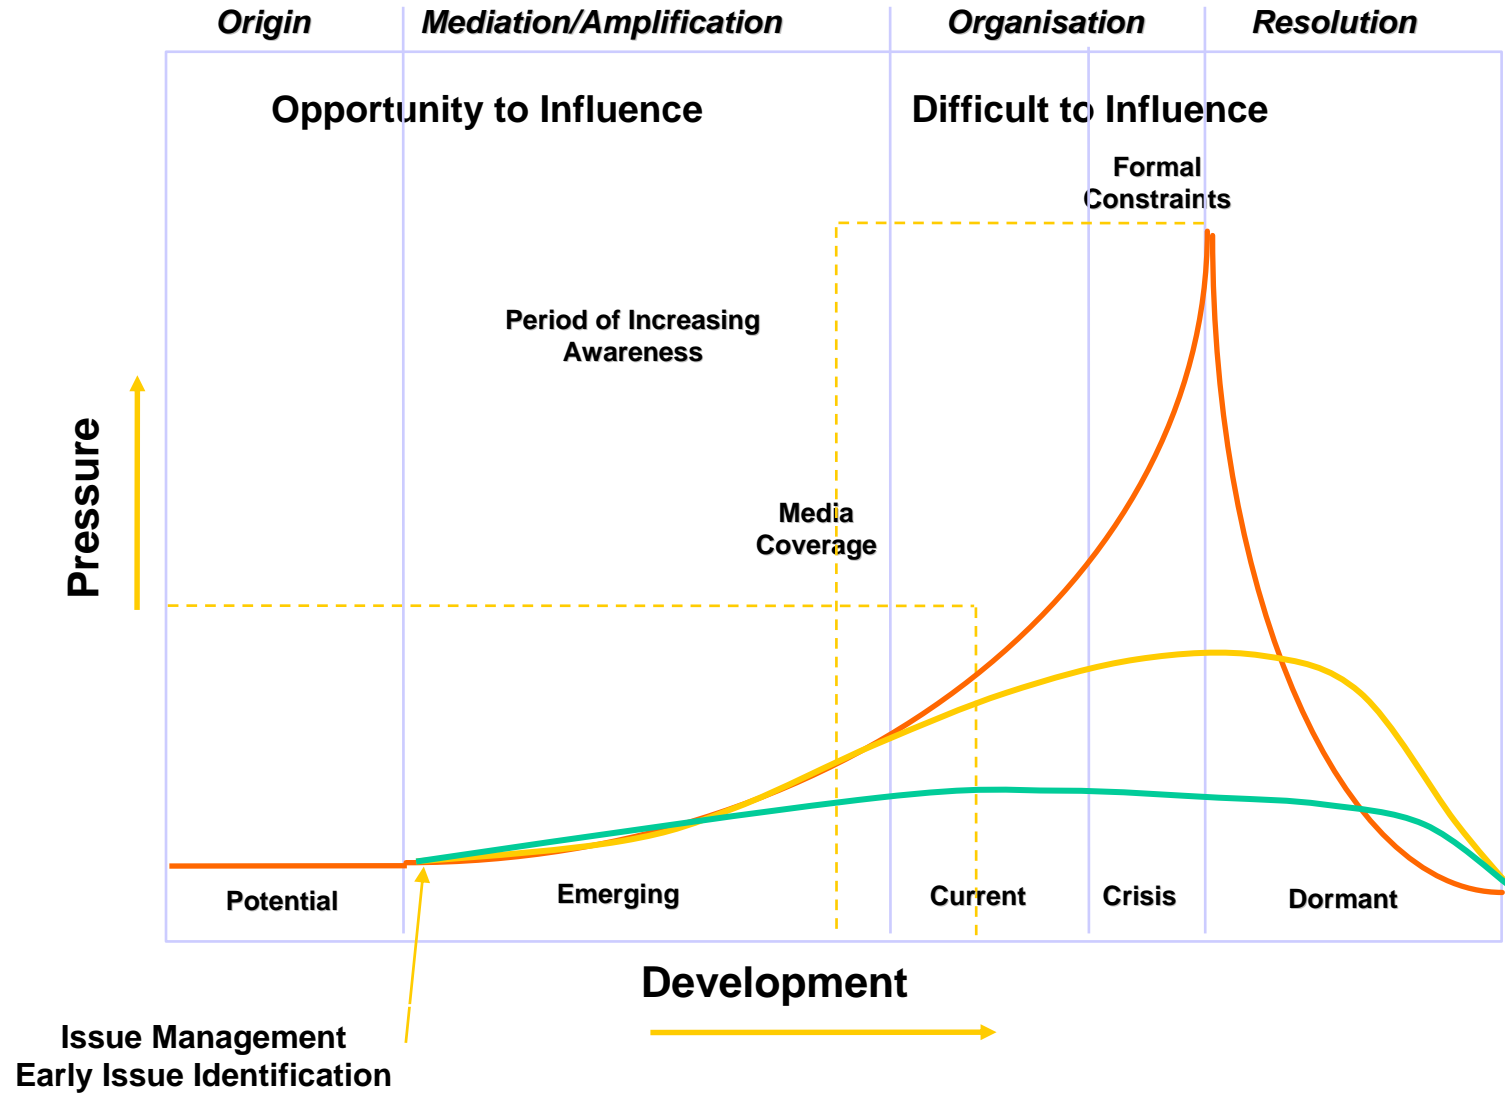 Origin
Mediation/Amplification
Organisation
Resolution
Opportunity to Influence
Difficult to Influence
Formal
Constraints
Period of Increasing
Awareness
Pressure
Media
Coverage
Potential
Emerging
Current
Crisis
Dormant
Development
Issue Management
Early Issue Identification